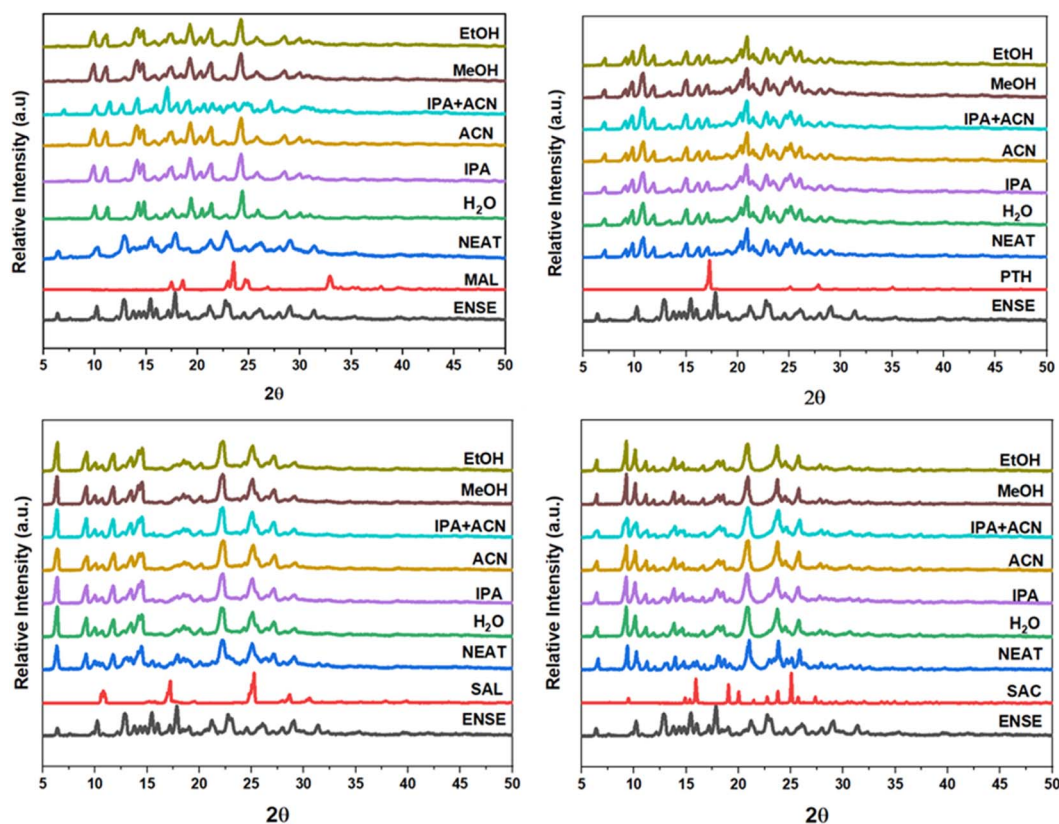 Relative Intensity (a.u)
EtOH
MeOH
IPA+ACN
ACN
IPA
H₂O
NEAT
MAL
ENSE
5 10 15 20 25 30 35 40 45 50
2θ
Relative Intensity (a.u)
EtOH
MeOH
IPA+ACN
ACN
IPA
H₂O
NEAT
PTH
ENSE
5 10 15 20 25 30 35 40 45 50
2θ
Relative Intensity (a.u.)
EtOH
MeOH
IPA+ACN
ACN
IPA
H₂O
NEAT
SAL
ENSE
5 10 15 20 25 30 35 40 45 50
2θ
Relative Intensity (a.u.)
EtOH
MeOH
IPA+ACN
ACN
IPA
H₂O
NEAT
SAC
ENSE
5 10 15 20 25 30 35 40 45 50
2θ